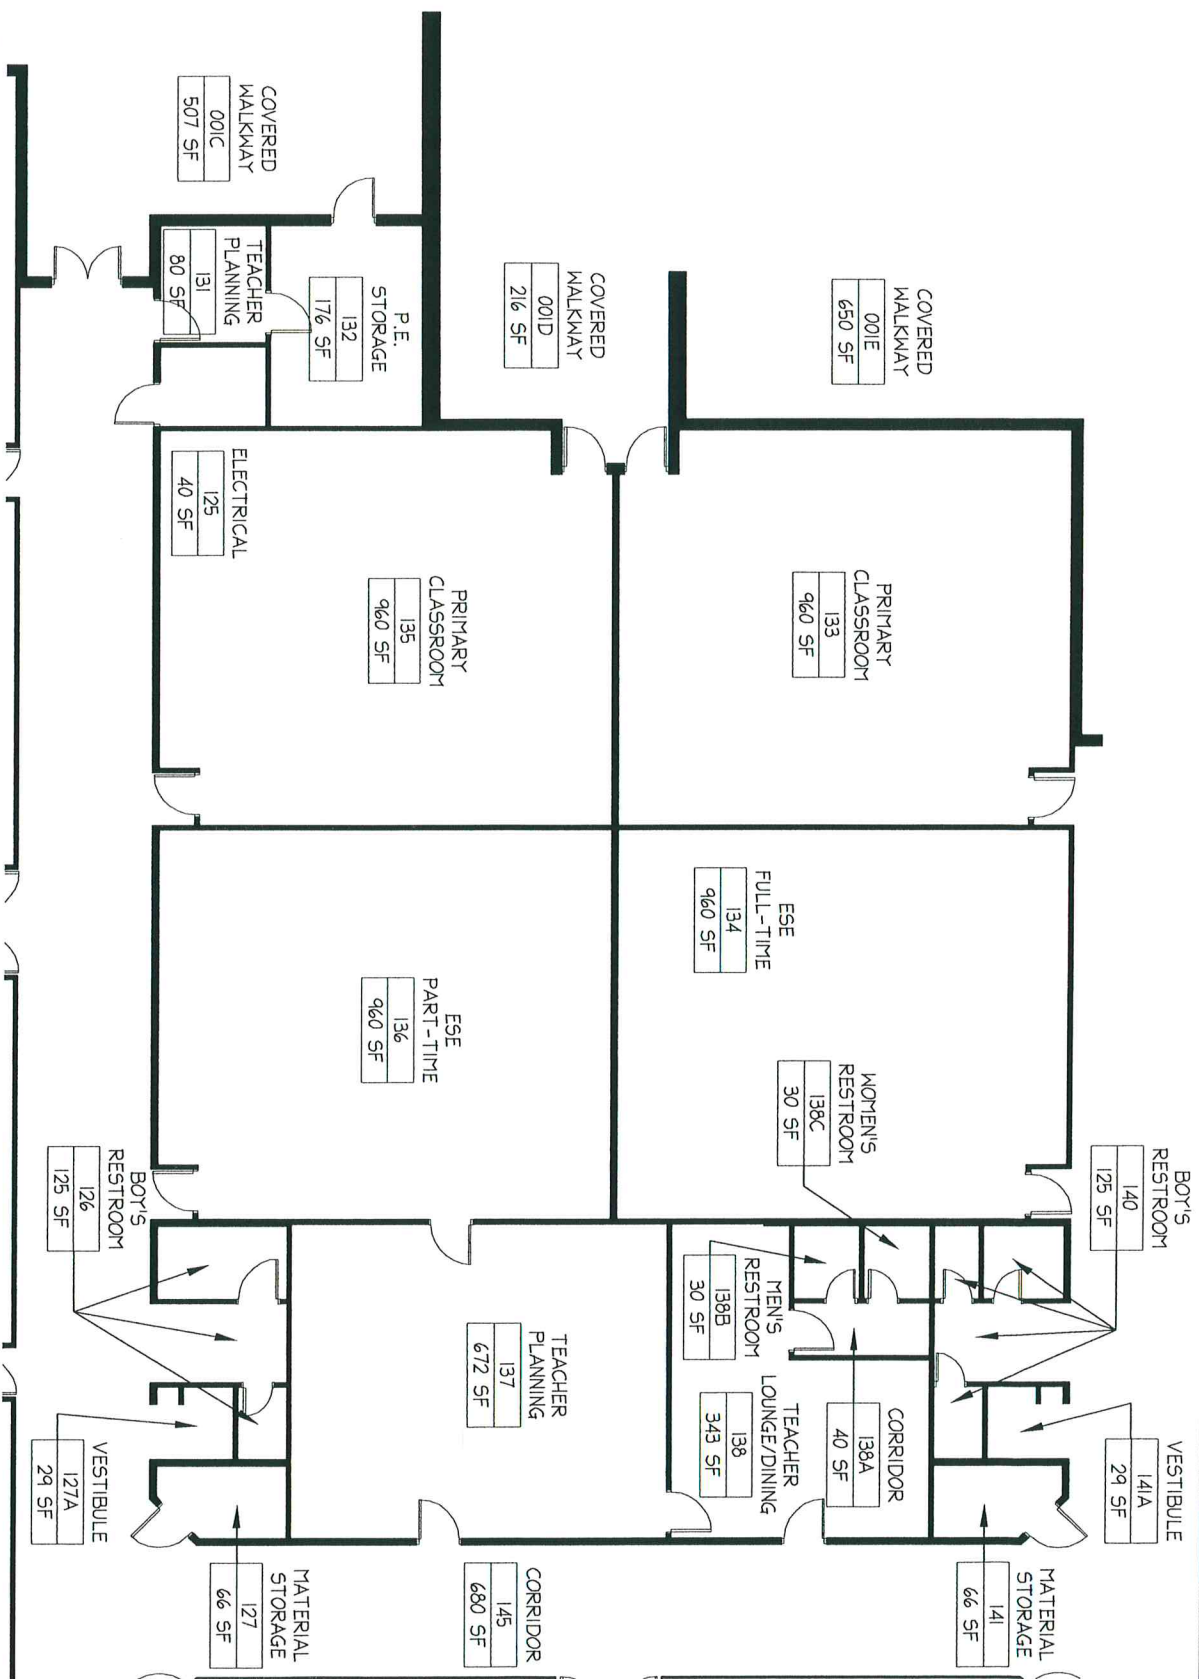 COVERED
WALKWAY
001E
650 SF
COVERED
WALKWAY
001D
216 SF
COVERED
WALKWAY
001C
507 SF
P.E.
STORAGE
132
176 SF
TEACHER
PLANNING
131
80 SF
ELECTRICAL
125
40 SF
PRIMARY
CLASSROOM
133
960 SF
PRIMARY
CLASSROOM
135
960 SF
ESE
FULL-TIME
134
960 SF
ESE
PART-TIME
136
960 SF
WOMEN'S
RESTROOM
138C
30 SF
BOY'S
RESTROOM
140
125 SF
BOY'S
RESTROOM
126
125 SF
MEN'S
RESTROOM
138B
30 SF
TEACHER
PLANNING
137
672 SF
TEACHER
LOUNGE/DINING
138
343 SF
CORRIDOR
138A
40 SF
VESTIBULE
141A
29 SF
VESTIBULE
127A
29 SF
MATERIAL
STORAGE
141
66 SF
CORRIDOR
145
680 SF
MATERIAL
STORAGE
127
66 SF